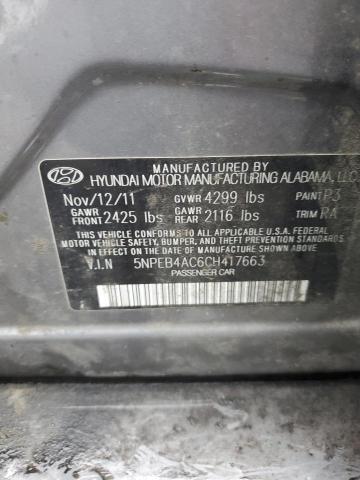 MANUFACTURED BY
HYUNDAI MOTOR MANUFACTURING ALABAMA, LLC
Nov/12/11 GVWR 4299 lbs PAINT P3
GAWR FRONT 2425 lbs GAWR REAR 2116 lbs TRIM RA
THIS VEHICLE CONFORMS TO ALL APPLICABLE U.S.A. FEDERAL
MOTOR VEHICLE SAFETY, BUMPER, AND THEFT PREVENTION
STANDARDS IN EFFECT ON THE DATE OF MANUFACTURE SHOWN ABOVE.
V.I.N 5NPEB4AC6CH417663
PASSENGER CAR